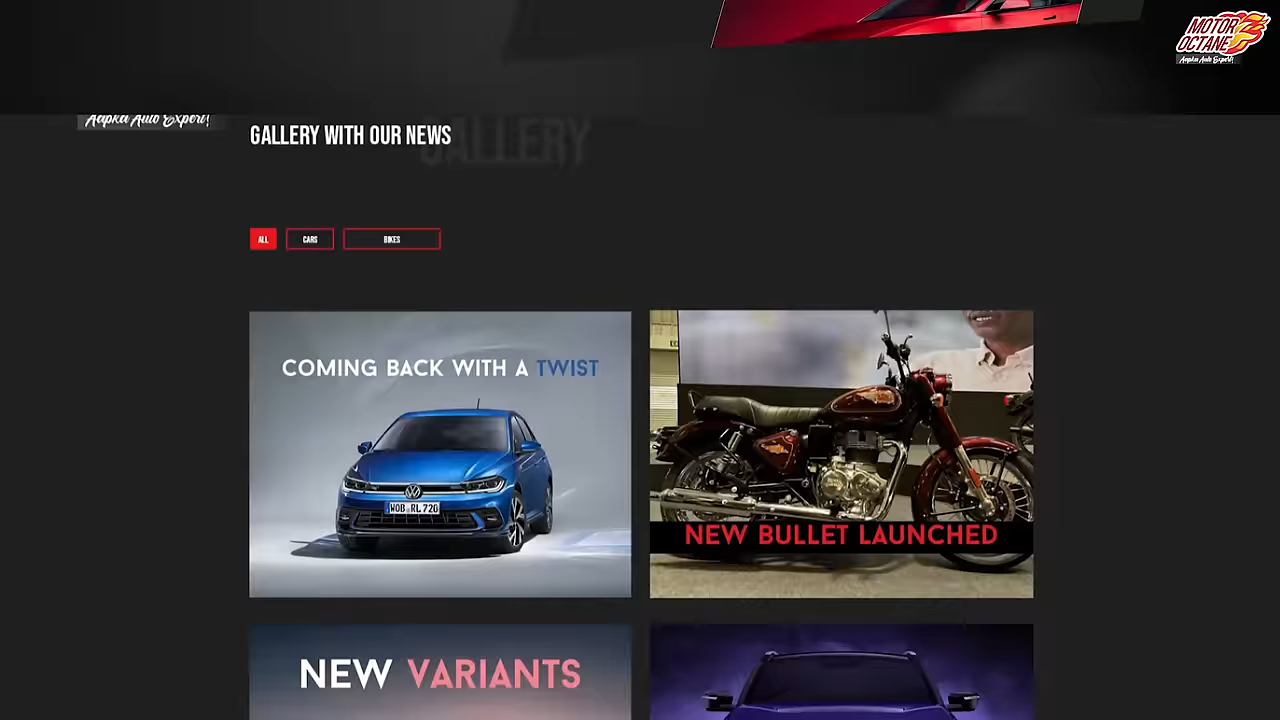 MOTOR
OCTANE
Aapka Auto Expert!
Aapka Auto Expert!
GALLERY WITH OUR NEWS
GALLERY
ALL
CARS
BIKES
COMING BACK WITH A TWIST
WOB RL 720
NEW BULLET LAUNCHED
NEW VARIANTS